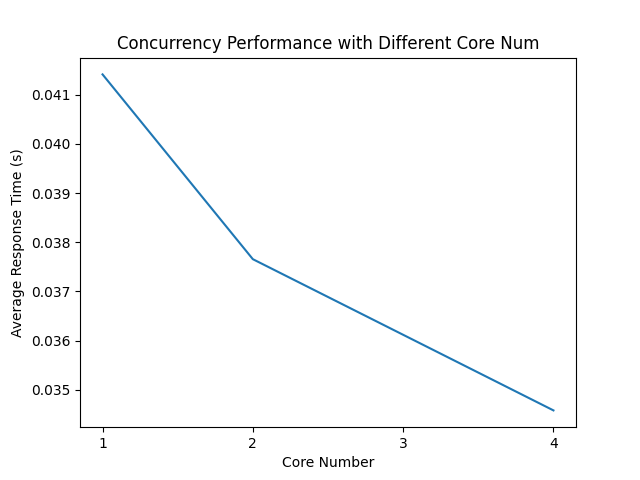 Concurrency Performance with Different Core Num
Average Response Time (s)
0.041
0.040
0.039
0.038
0.037
0.036
0.035
1 2 3 4
Core Number